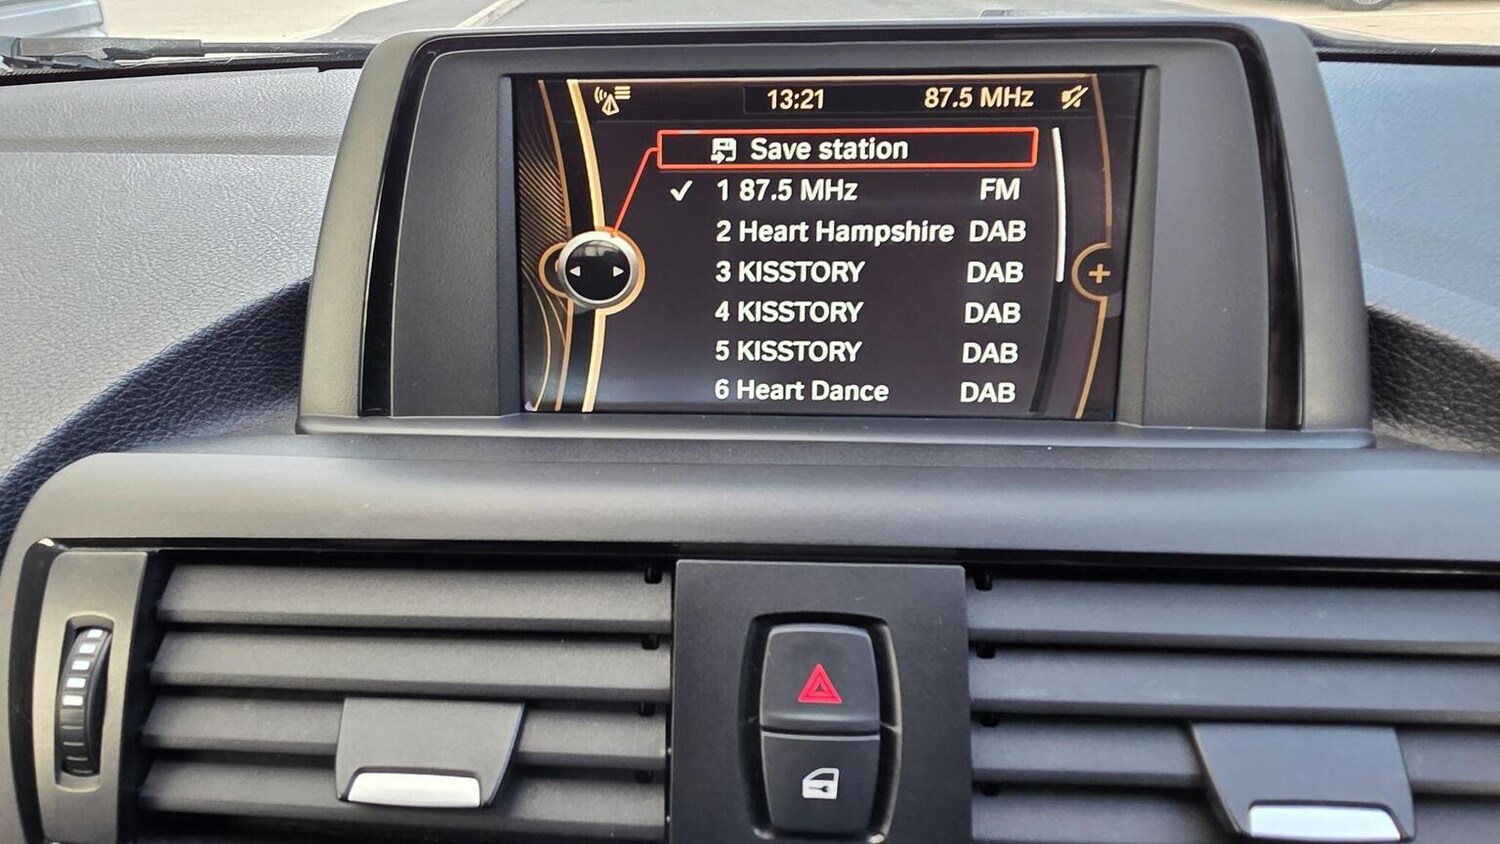 13:21 87.5 MHz
Save station
1 87.5 MHz FM
2 Heart Hampshire DAB
3 KISSTORY DAB
4 KISSTORY DAB
5 KISSTORY DAB
6 Heart Dance DAB